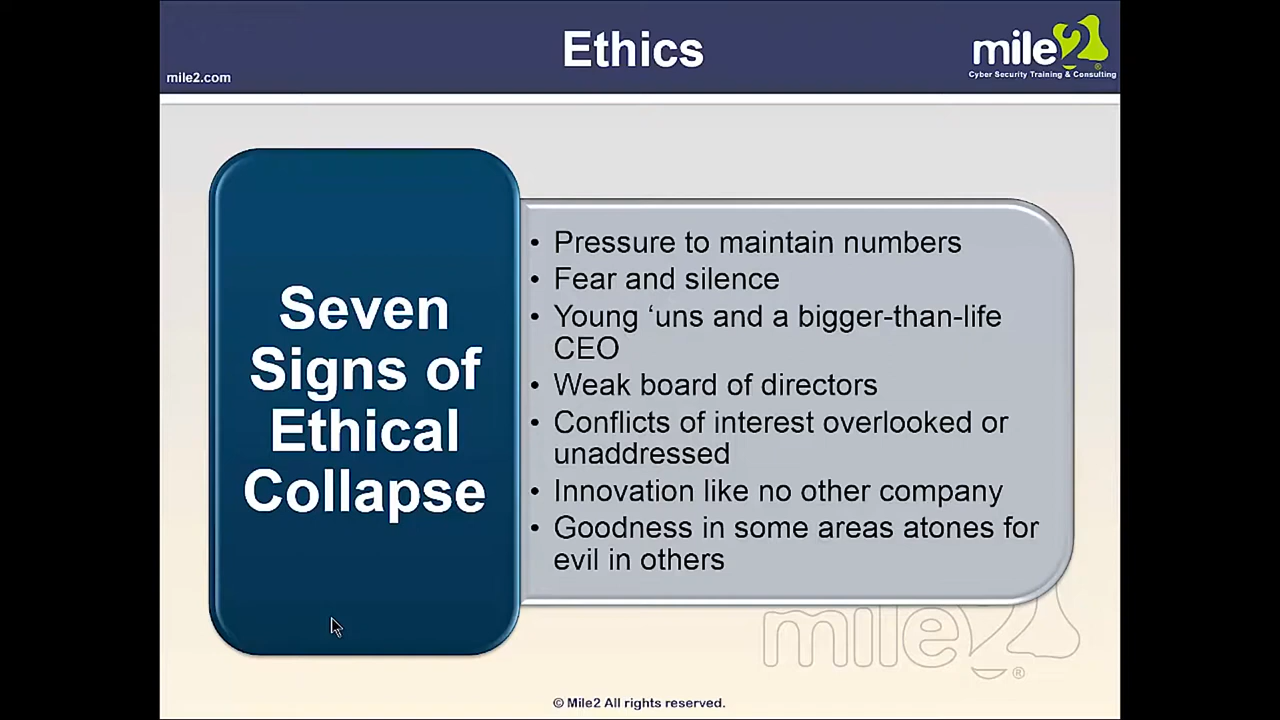 Ethics
mile2.com
mile2
Cyber Security Training & Consulting
Seven
Signs of
Ethical
Collapse
• Pressure to maintain numbers
• Fear and silence
• Young ‘uns and a bigger-than-life
CEO
• Weak board of directors
• Conflicts of interest overlooked or
unaddressed
• Innovation like no other company
• Goodness in some areas atones for
evil in others
mile2®
© Mile2 All rights reserved.